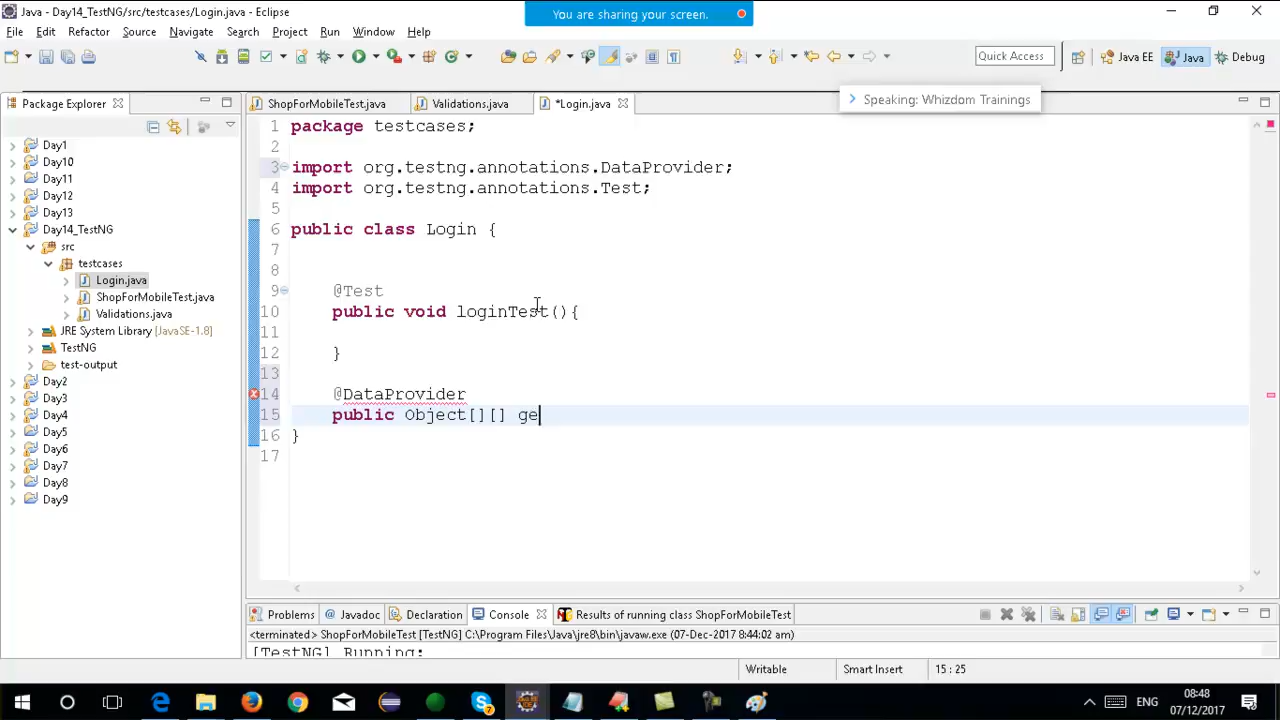 Java - Day14_TestNG/src/testcases/Login.java - Eclipse
You are sharing your screen.
File Edit Refactor Source Navigate Search Project Run Window Help
Quick Access
Java EE
Java
Debug
Speaking: Whizdom Trainings
Package Explorer
ShopForMobileTest.java
Validations.java
*Login.java
Day1
Day10
Day11
Day12
Day13
Day14_TestNG
src
testcases
Login.java
ShopForMobileTest.java
Validations.java
JRE System Library [JavaSE-1.8]
TestNG
test-output
Day2
Day3
Day4
Day5
Day6
Day7
Day8
Day9
1 package testcases;
2
3 import org.testng.annotations.DataProvider;
4 import org.testng.annotations.Test;
5
6 public class Login {
7
8
9 @Test
10 public void loginTest(){
11
12 }
13
14 @DataProvider
15 public Object[][] ge
16 }
17
Problems @ Javadoc Declaration Console Results of running class ShopForMobileTest
<terminated> ShopForMobileTest [TestNG] C:\Program Files\Java\jre8\bin\javaw.exe (07-Dec-2017 8:44:02 am)
[TestNG] Running:
Writable Smart Insert 15 : 25
ENG
08:48
07/12/2017